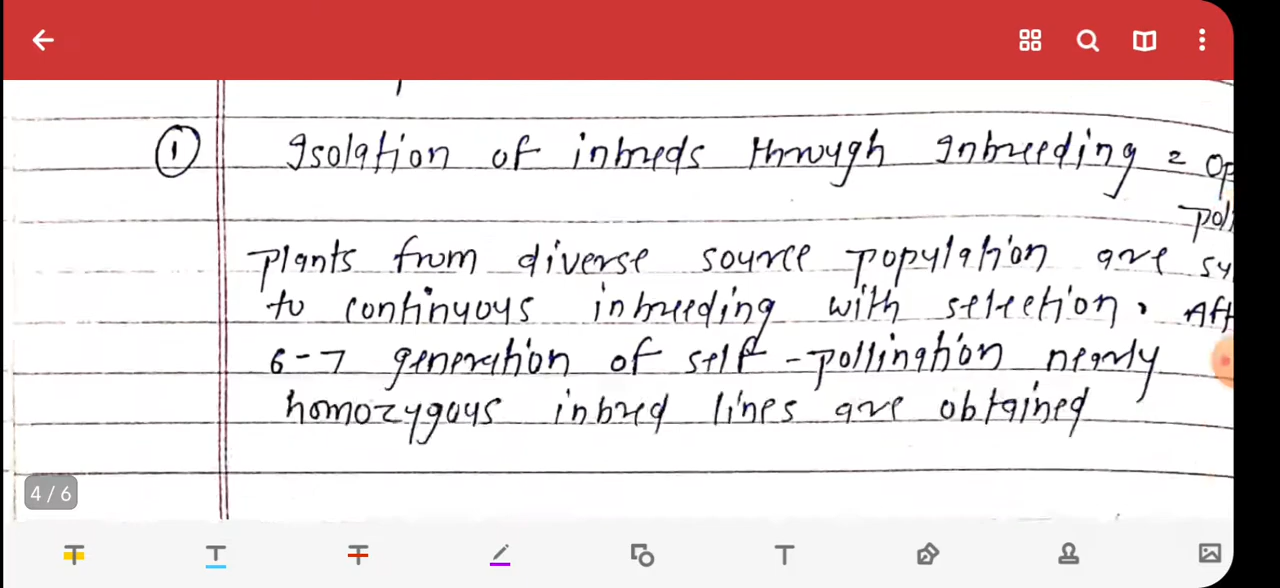 ① Isolation of inbreds through Inbreeding = Op
poll
plants from diverse source population are su
to continuous inbreeding with selection. Aft
6-7 generation of self-pollination nearly
homozygous inbred lines are obtained
4 / 6
T T T T